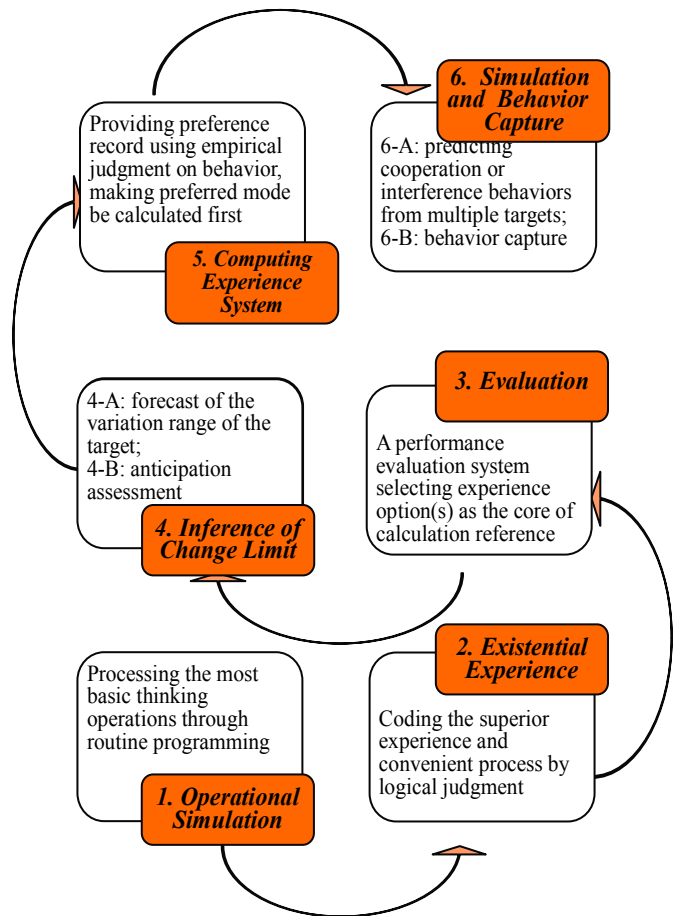 Providing preference
record using empirical
judgment on behavior,
making preferred mode
be calculated first
5. Computing
Experience
System
6. Simulation
and Behavior
Capture
6-A: predicting
cooperation or
interference behaviors
from multiple targets;
6-B: behavior capture
4-A: forecast of the
variation range of the
target;
4-B: anticipation
assessment
4. Inference of
Change Limit
3. Evaluation
A performance
evaluation system
selecting experience
option(s) as the core of
calculation reference
Processing the most
basic thinking
operations through
routine programming
1. Operational
Simulation
2. Existential
Experience
Coding the superior
experience and
convenient process by
logical judgment